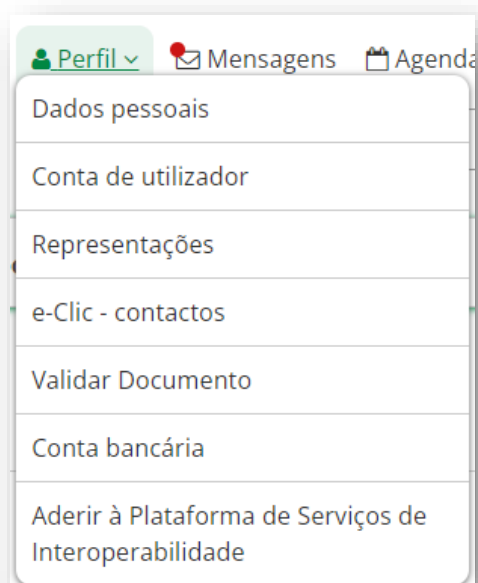 Perfil Mensagens Agenda
Dados pessoais
Conta de utilizador
Representações
e-Clic - contactos
Validar Documento
Conta bancária
Aderir à Plataforma de Serviços de
Interoperabilidade